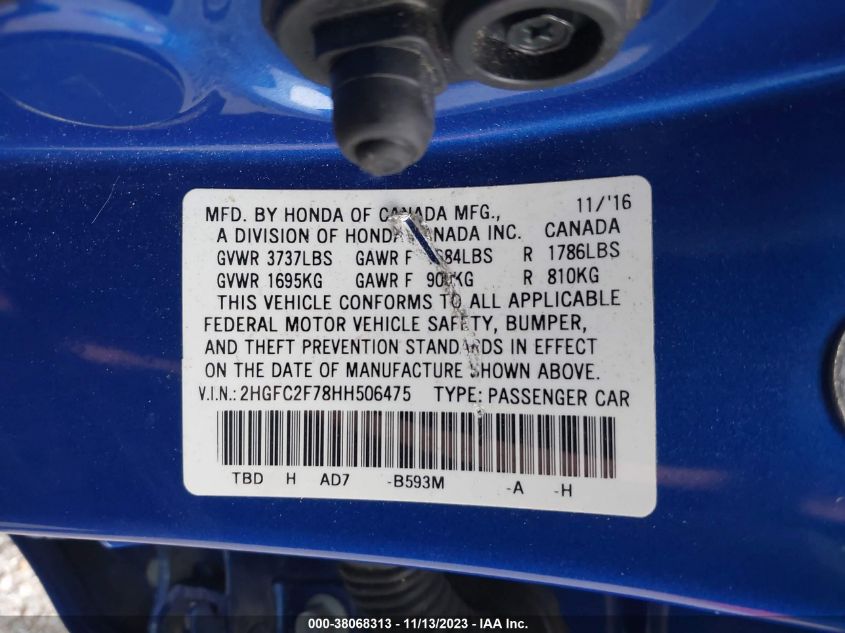 11/'16
MFD. BY HONDA OF CANADA MFG.,
A DIVISION OF HONDA CANADA INC. CANADA
GVWR 3737LBS GAWR F R 1786LBS
GVWR 1695KG GAWR F R 810KG
THIS VEHICLE CONFORMS TO ALL APPLICABLE
FEDERAL MOTOR VEHICLE SAFETY, BUMPER,
AND THEFT PREVENTION STANDARDS IN EFFECT
ON THE DATE OF MANUFACTURE SHOWN ABOVE.
V.I.N.: 2HGFC2F78HH506475 TYPE: PASSENGER CAR
TBD H AD7 -B593M -A -H
000-38068313 — 11/13/2023 — IAA Inc.